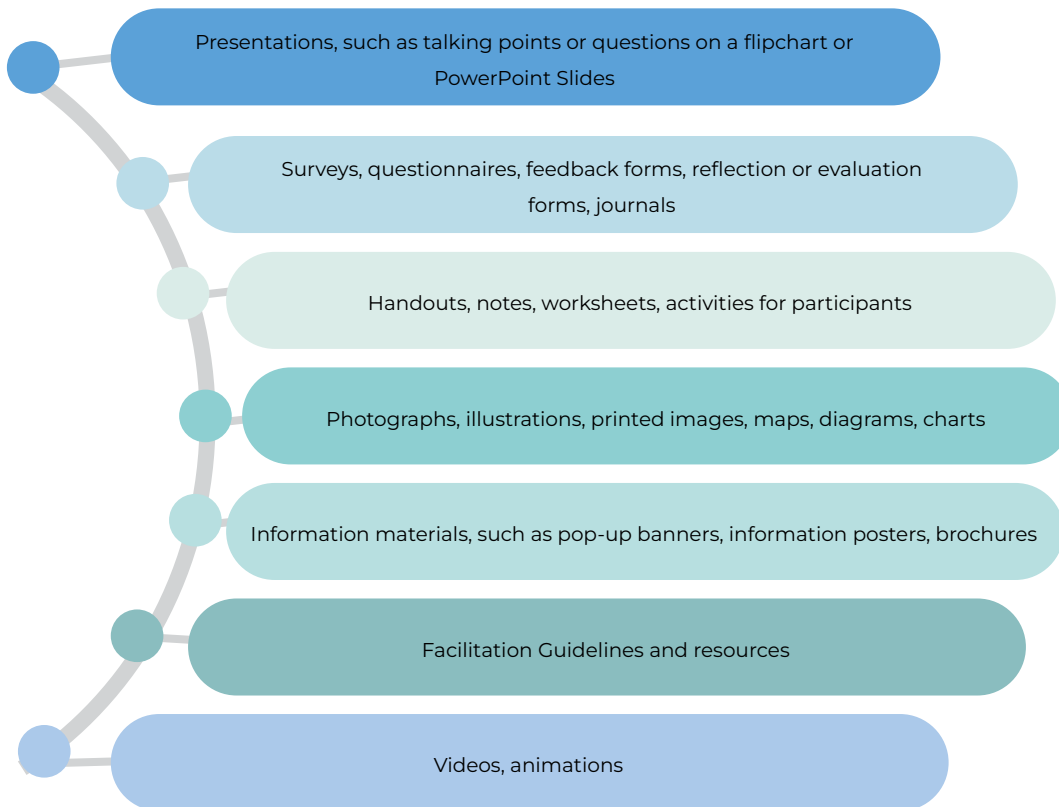 Presentations, such as talking points or questions on a flipchart or
PowerPoint Slides
Surveys, questionnaires, feedback forms, reflection or evaluation
forms, journals
Handouts, notes, worksheets, activities for participants
Photographs, illustrations, printed images, maps, diagrams, charts
Information materials, such as pop-up banners, information posters, brochures
Facilitation Guidelines and resources
Videos, animations